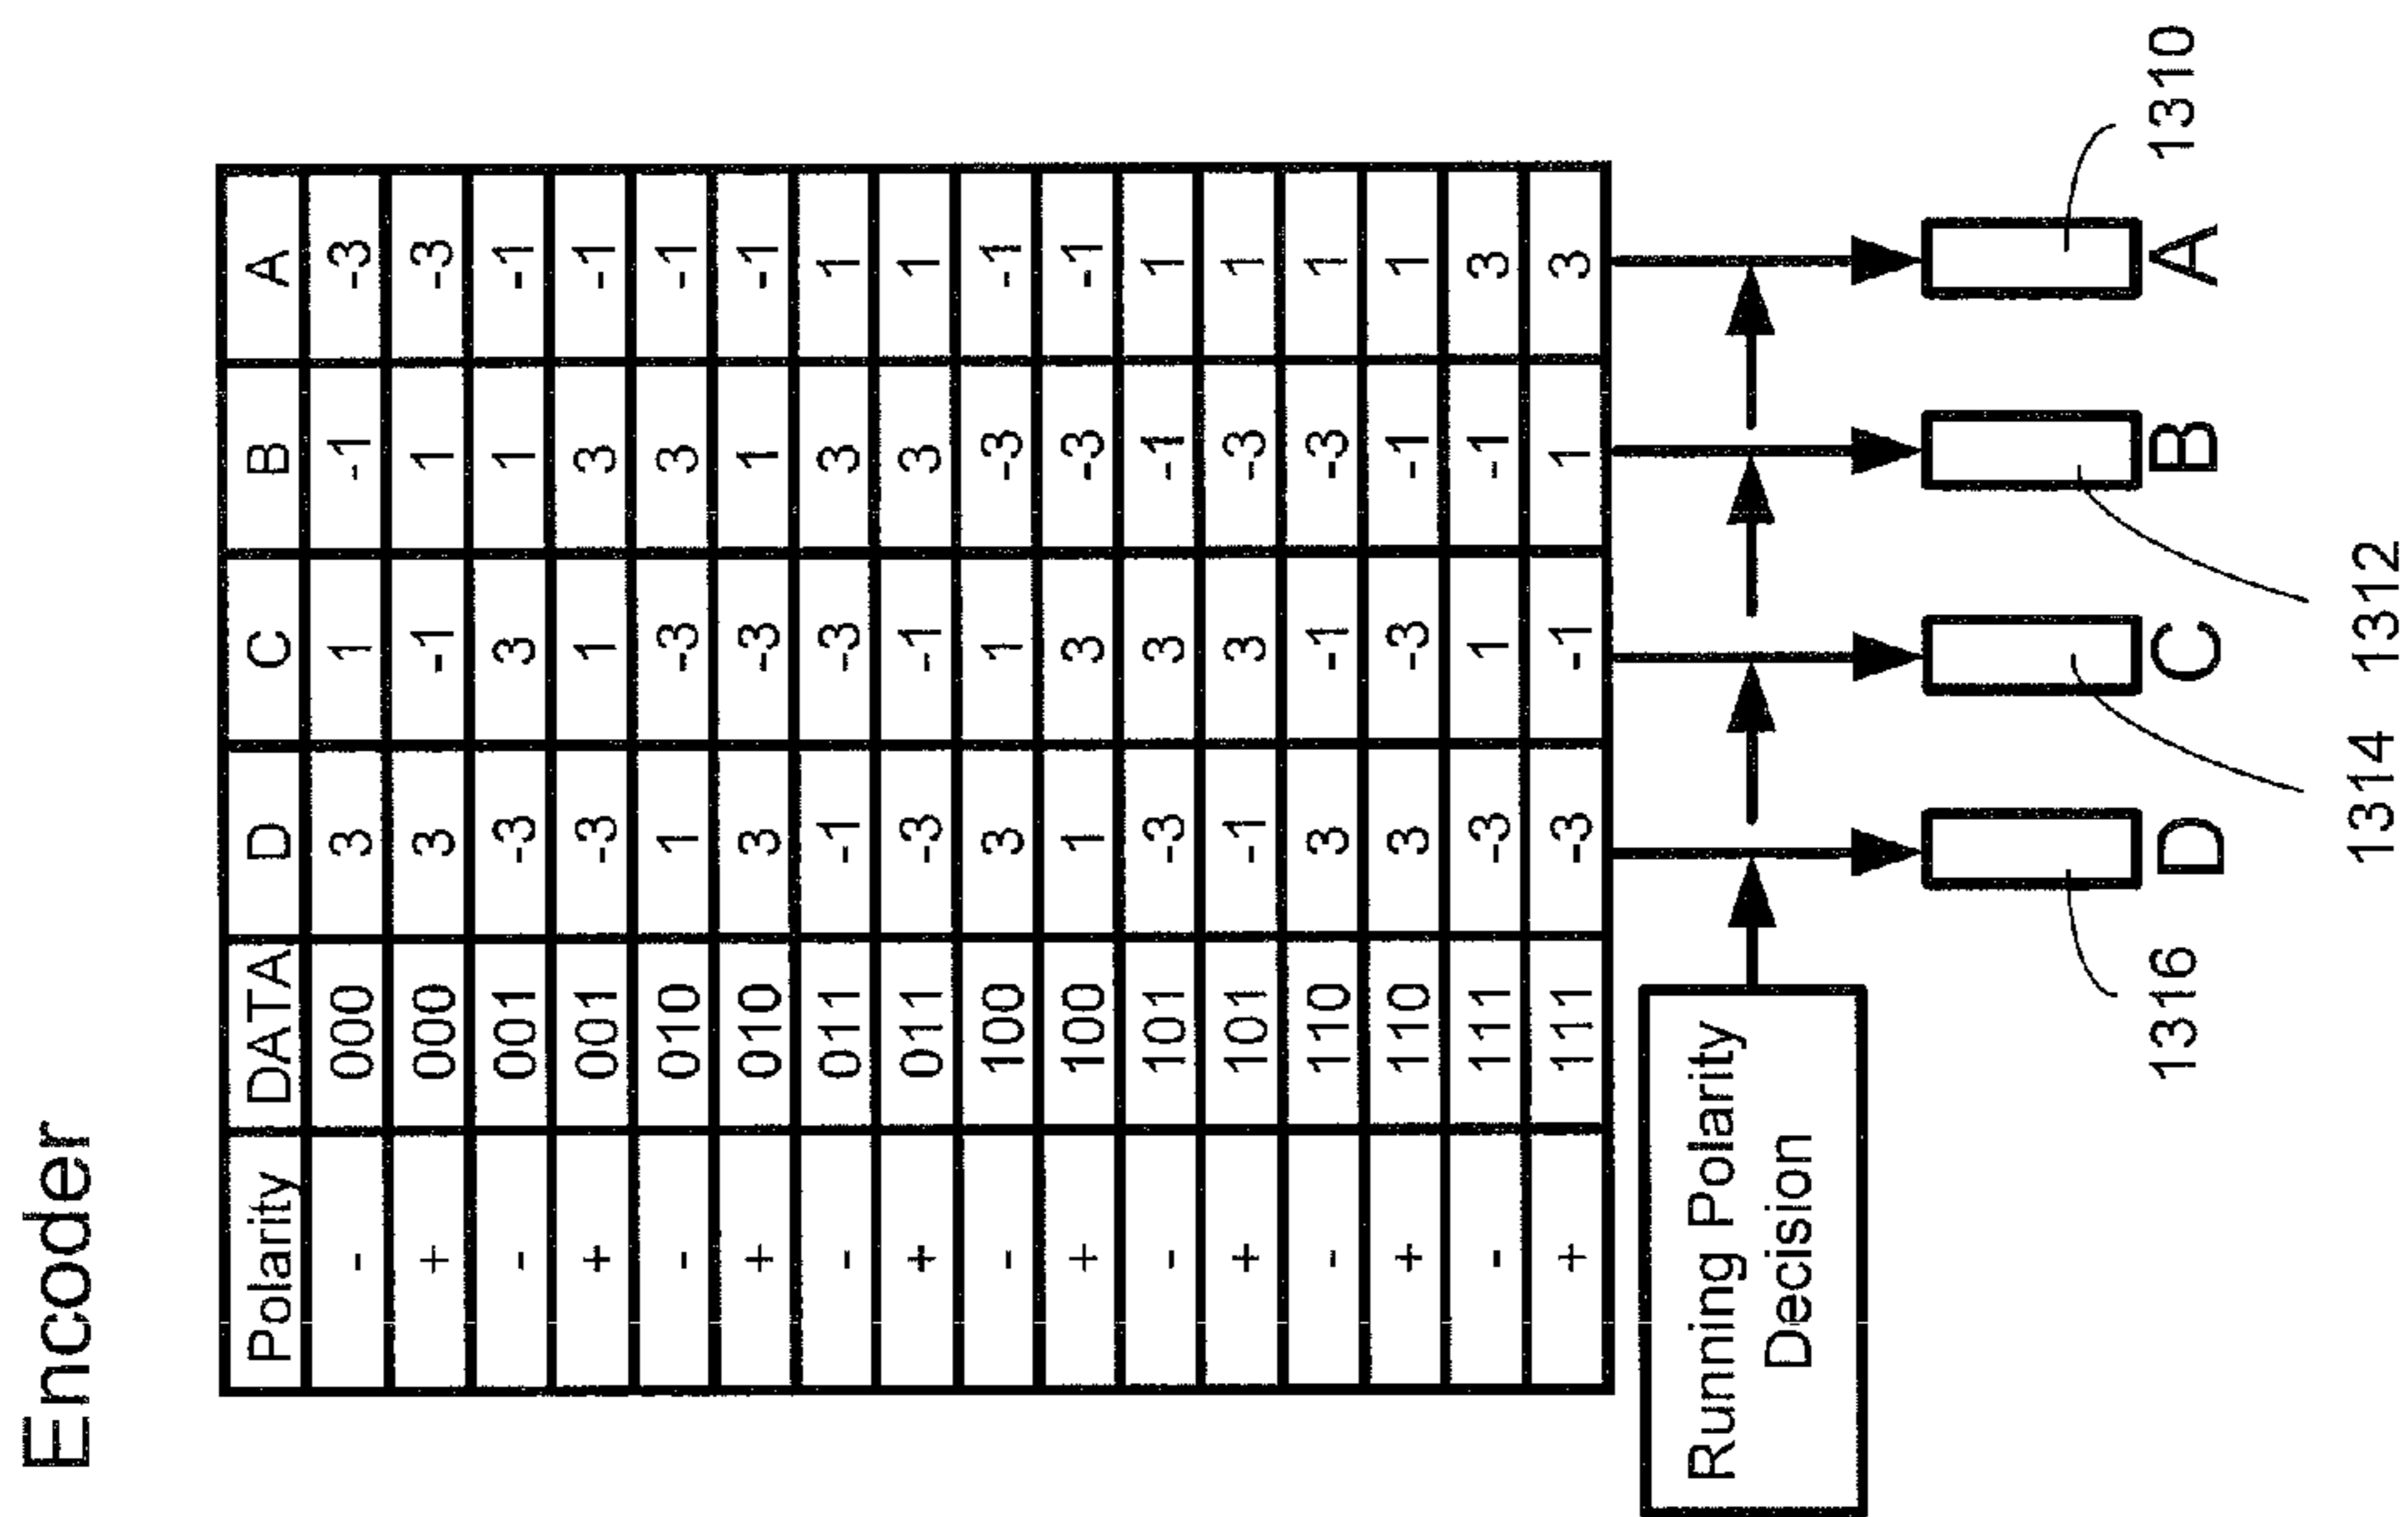 Encoder
Polarity DATA D C B A
- 000 3 1 -1 -3
+ 000 3 -1 1 -3
- 001 -3 3 1 -1
+ 001 -3 1 3 -1
- 010 1 -3 3 -1
+ 010 3 -3 1 -1
- 011 -1 -3 3 1
+ 011 -3 -1 3 1
- 100 3 1 -3 -1
+ 100 1 3 -3 -1
- 101 -3 3 -1 1
+ 101 -1 3 -3 1
- 110 3 -1 -3 1
+ 110 3 -3 -1 1
- 111 -3 1 -1 3
+ 111 -3 -1 1 3
Running Polarity
Decision
D C B A
1316 1314 1312 1310